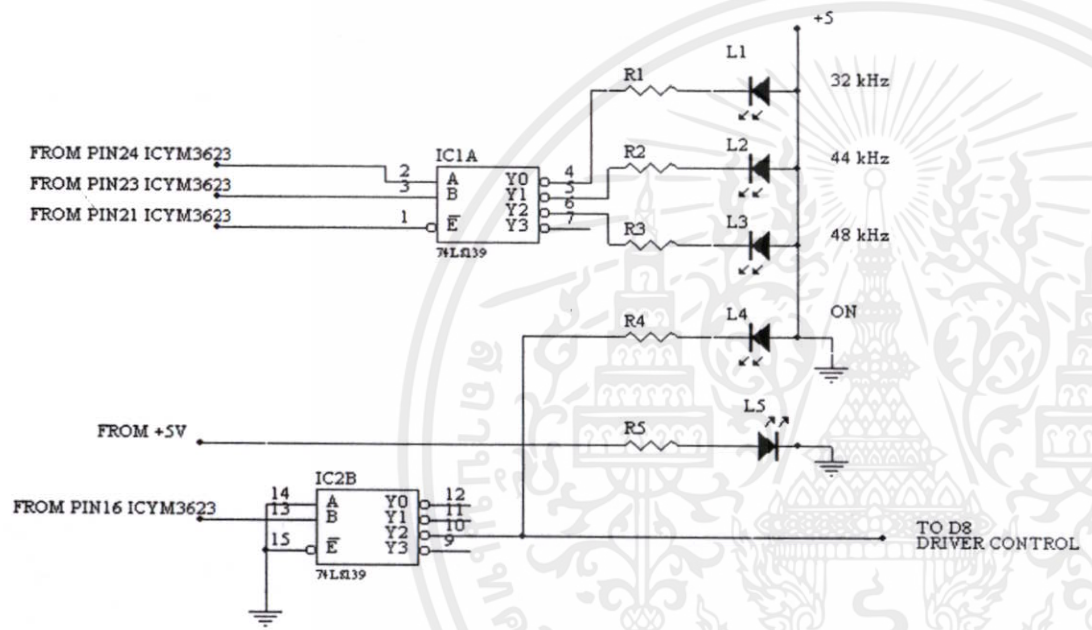 +5
L1
R1
32 kHz
FROM PIN24 ICYM3623
IC1A
2
A
Y0
4
R2
L2
44 kHz
FROM PIN23 ICYM3623
3
B
Y1
5
FROM PIN21 ICYM3623
1
E
Y2
6
Y3
7
R3
L3
48 kHz
74LS139
R4
L4
ON
L5
FROM +5V
R5
IC2B
14
A
Y0
12
FROM PIN16 ICYM3623
13
B
Y1
11
Y2
10
15
E
Y3
9
TO D8
DRIVER CONTROL
74LS139